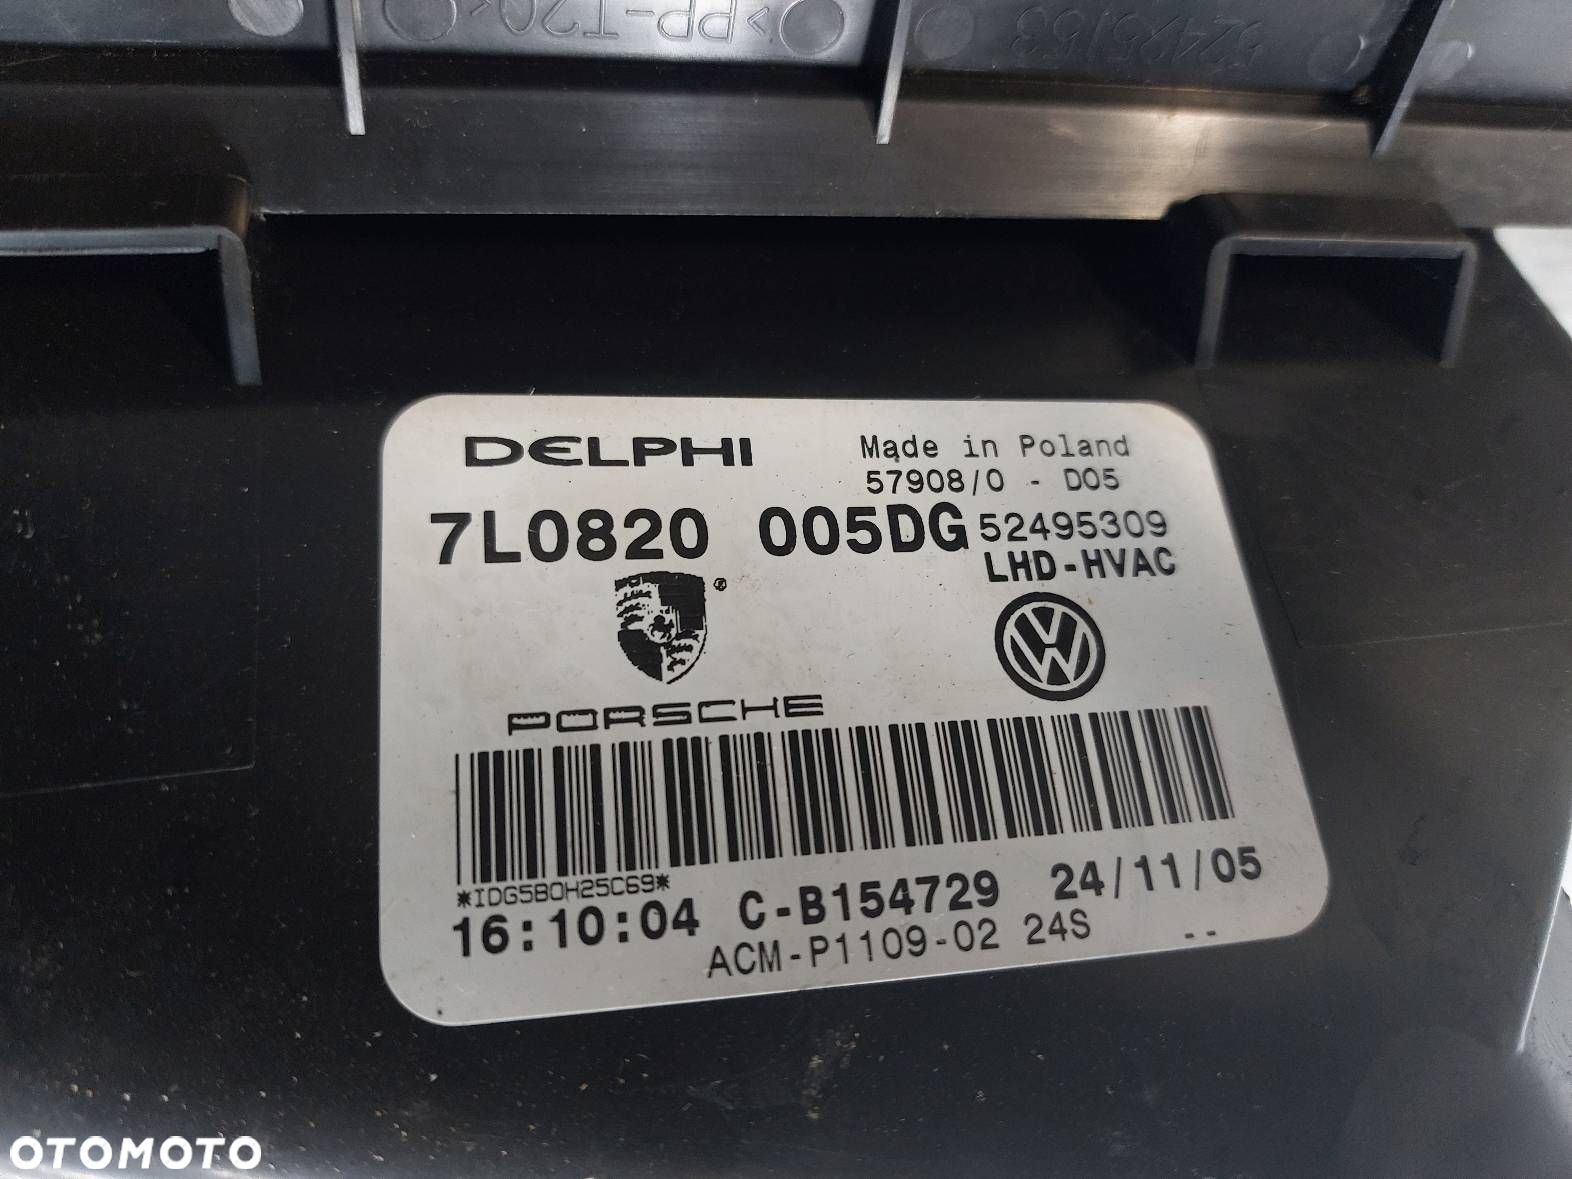 >PP-T20<
52495153
DELPHI
Made in Poland
57908/0 - D05
7L0820 005DG
52495309
LHD-HVAC
PORSCHE
*IDG5B0H25C69*
16:10:04 C-B154729 24/11/05
ACM-P1109-02 24S --
OTOMOTO